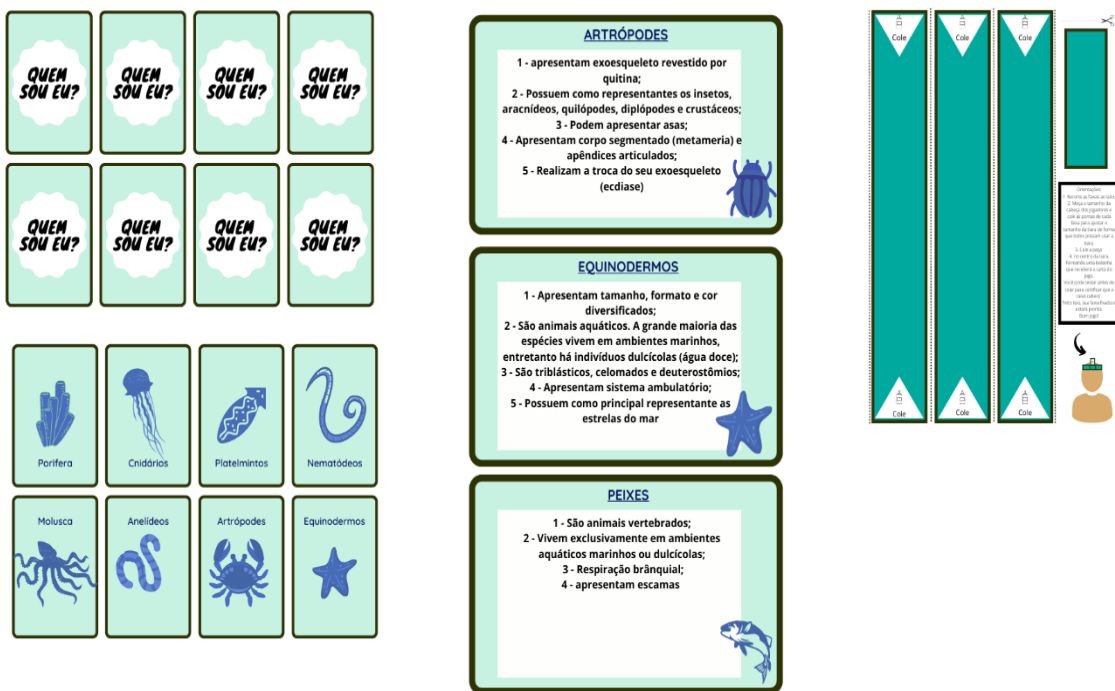 QUEM
SOU EU?
QUEM
SOU EU?
QUEM
SOU EU?
QUEM
SOU EU?
QUEM
SOU EU?
QUEM
SOU EU?
QUEM
SOU EU?
QUEM
SOU EU?
Porifera
Cnidários
Platelmintos
Nematódeos
Molusca
Anelídeos
Artrópodes
Equinodermos
ARTRÓPODES
1 - apresentam exoesqueleto revestido por
quitina;
2 - Possuem como representantes os insetos,
aracnídeos, quilópodes, diplópodes e crustáceos;
3 - Podem apresentar asas;
4 - Apresentam corpo segmentado (metameria) e
apêndices articulados;
5 - Realizam a troca do seu exoesqueleto
(ecdiase)
EQUINODERMOS
1 - Apresentam tamanho, formato e cor
diversificados;
2 - São animais aquáticos. A grande maioria das
espécies vivem em ambientes marinhos,
entretanto há indivíduos dulcícolas (água doce);
3 - São triblásticos, celomados e deuterostômios;
4 - Apresentam sistema ambulatório;
5 - Possuem como principal representante as
estrelas do mar
PEIXES
1 - São animais vertebrados;
2 - Vivem exclusivamente em ambientes
aquáticos marinhos ou dulcícolas;
3 - Respiração brânquial;
4 - apresentam escamas
Cole
Cole
Cole
Cole
Cole
Cole